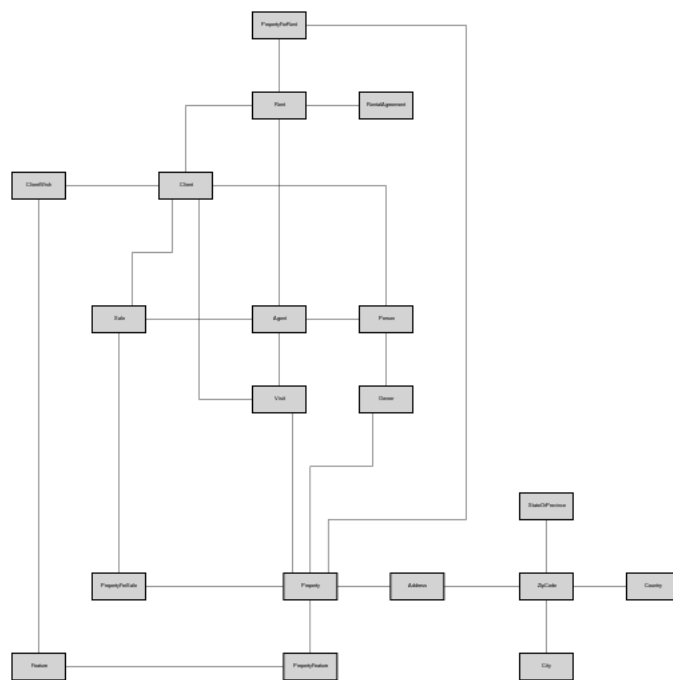 PropertyForRent
Rent
RentalAgreement
ClientWish
Client
Sale
Agent
Person
Visit
Owner
StateOrProvince
PropertyForSale
Property
Address
ZipCode
Country
Feature
PropertyFeature
City